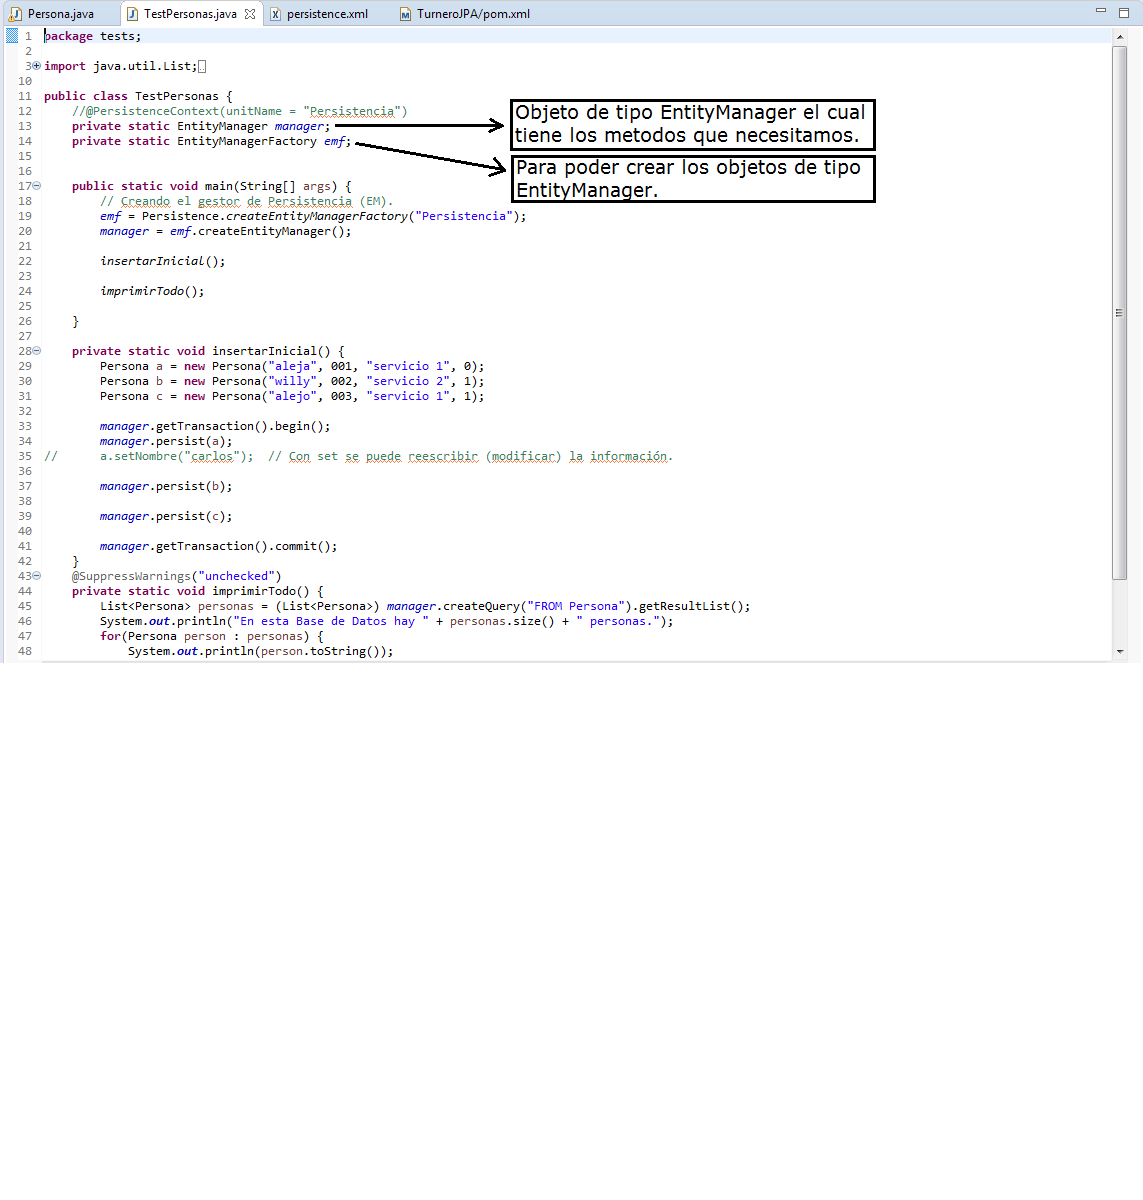 Persona.java TestPersonas.java persistence.xml TurneroJPA/pom.xml
1 package tests;
2
3 import java.util.List;
10
11 public class TestPersonas {
12 //@PersistenceContext(unitName = "Persistencia")
13 private static EntityManager manager;
14 private static EntityManagerFactory emf;
Objeto de tipo EntityManager el cual
tiene los metodos que necesitamos.
Para poder crear los objetos de tipo
EntityManager.
15
16
17 public static void main(String[] args) {
18 // Creando el gestor de Persistencia (EM).
19 emf = Persistence.createEntityManagerFactory("Persistencia");
20 manager = emf.createEntityManager();
21
22 insertarInicial();
23
24 imprimirTodo();
25
26 }
27
28 private static void insertarInicial() {
29 Persona a = new Persona("aleja", 001, "servicio 1", 0);
30 Persona b = new Persona("willy", 002, "servicio 2", 1);
31 Persona c = new Persona("alejo", 003, "servicio 1", 1);
32
33 manager.getTransaction().begin();
34 manager.persist(a);
35 // a.setNombre("carlos"); // Con set se puede reescribir (modificar) la información.
36
37 manager.persist(b);
38
39 manager.persist(c);
40
41 manager.getTransaction().commit();
42 }
43 @SuppressWarnings("unchecked")
44 private static void imprimirTodo() {
45 List<Persona> personas = (List<Persona>) manager.createQuery("FROM Persona").getResultList();
46 System.out.println("En esta Base de Datos hay " + personas.size() + " personas.");
47 for(Persona person : personas) {
48 System.out.println(person.toString());